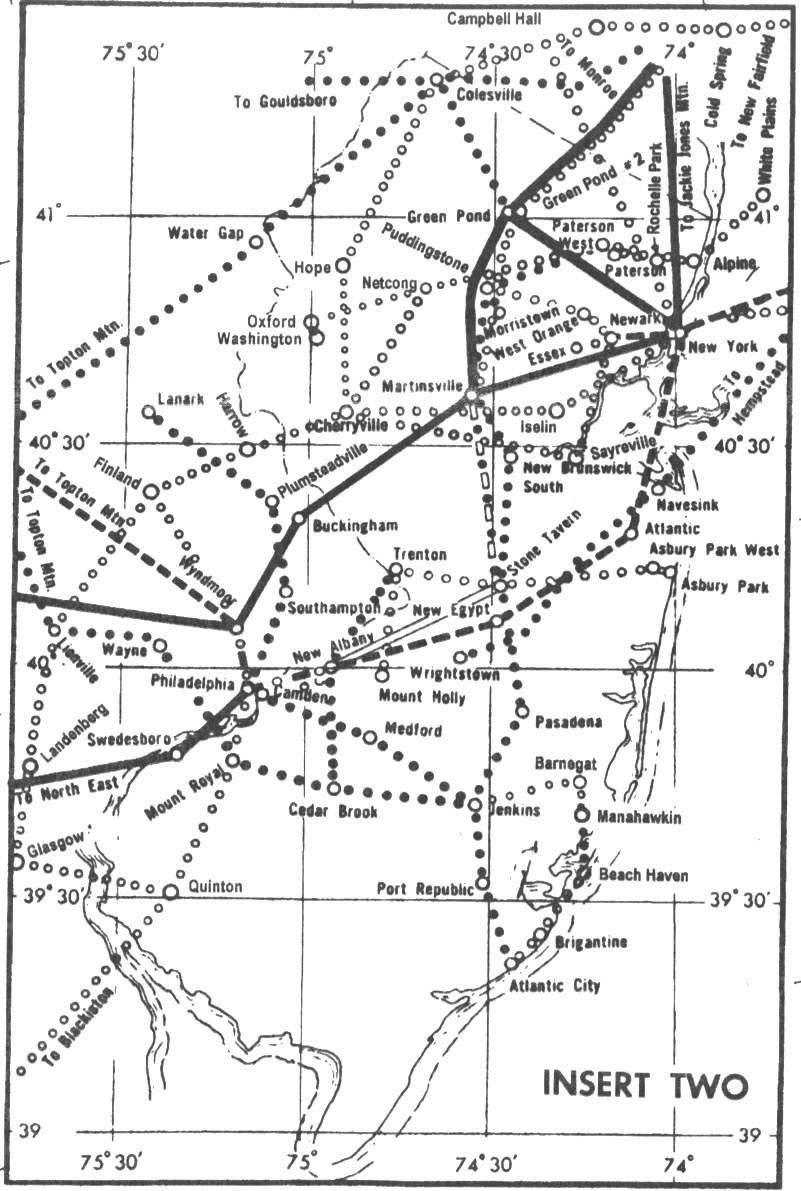 Campbell Hall
75° 30'
75°
74° 30
74°
To Monroe
Cold Spring
To New Fairfield
White Plains
To Gouldsboro
Colesville
To Jackie Jones Mtn.
Rochelle Park
Green Pond #2
41°
Green Pond
41°
Water Gap
Puddingstone
Paterson
West
Hope
Paterson
Alpine
Netcong
Oxford
Washington
Morristown
West Orange
Newark
Essex
New York
To Topton Mtn.
Martinsville
To
Hempstead
Lanark
Harrow
Cherryville
Iselin
40° 30'
Sayreville
40° 30'
Finland
Plumsteadville
New Brunswick
South
To Topton Mtn
To Topton Mtn.
Navesink
Buckingham
Stone Tavern
Atlantic
Trenton
Asbury Park West
Wyndmoor
Asbury Park
Southampton
New Egypt
Wayne
New Albany
40
Lionville
Wrightstown
40°
Philadelphia
Camden
Mount Holly
Landenberg
Swedesboro
Medford
Pasadena
Barnegat
To North East
Mount Royal
Cedar Brook
Jenkins
Manahawkin
Glasgow
Quinton
Port Republic
Beach Haven
39° 30'
39° 30'
Brigantine
Atlantic City
To Blackiston
INSERT TWO
39
39
75° 30'
75°
74° 30'
74°